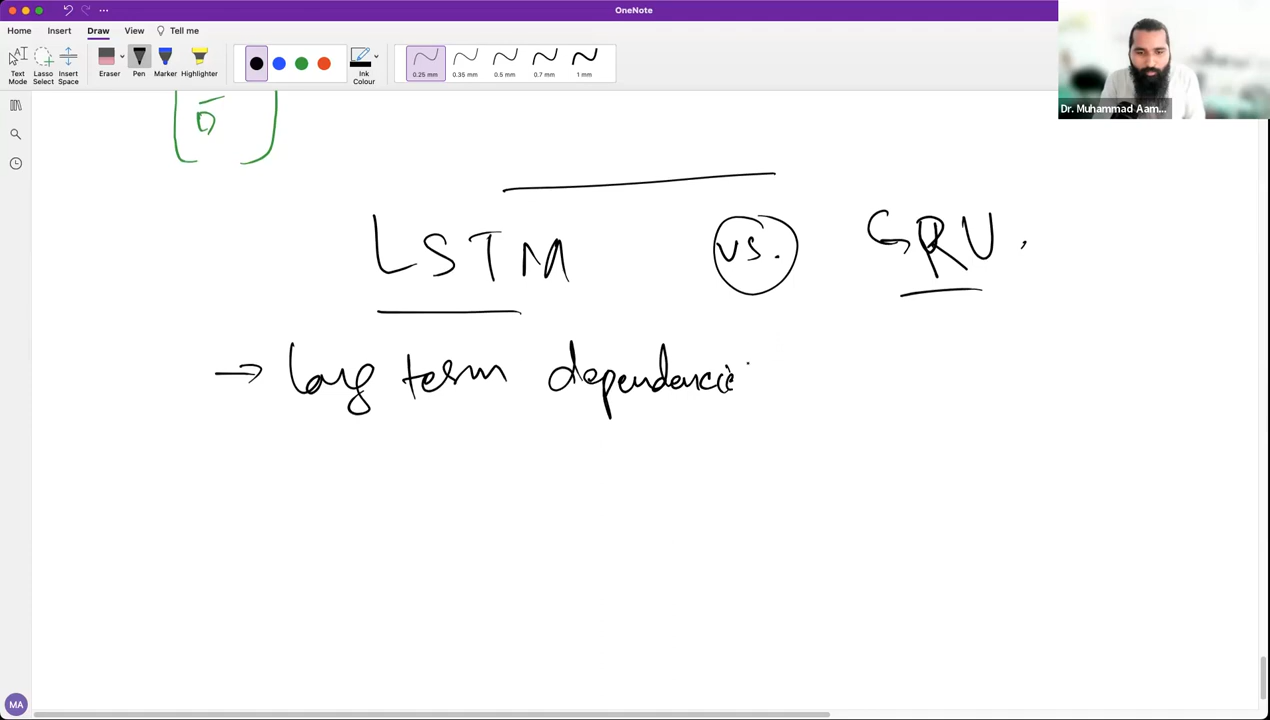 OneNote
Home Insert Draw View Tell me
Text Mode Lasso Select Insert Space Eraser Pen Marker Highlighter Ink Colour 0.25 mm 0.35 mm 0.5 mm 0.7 mm 1 mm
Dr. Muhammad Aam...
LSTM vs. GRU.
→ long term dependencie
MA